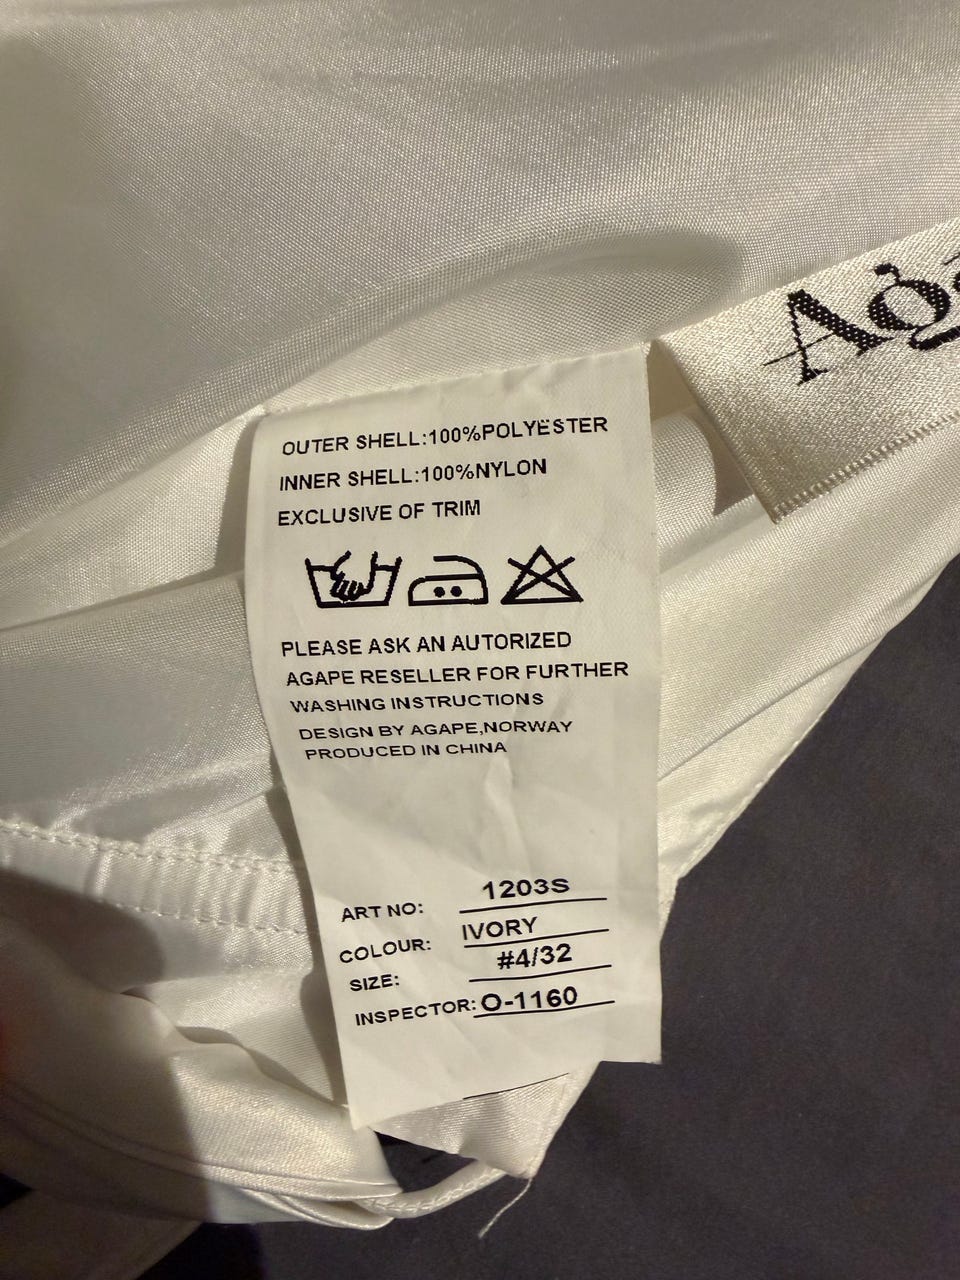 OUTER SHELL:100%POLYESTER
INNER SHELL:100%NYLON
EXCLUSIVE OF TRIM
PLEASE ASK AN AUTORIZED
AGAPE RESELLER FOR FURTHER
WASHING INSTRUCTIONS
DESIGN BY AGAPE,NORWAY
PRODUCED IN CHINA
ART NO: 1203S
COLOUR: IVORY
SIZE: #4/32
INSPECTOR: O-1160